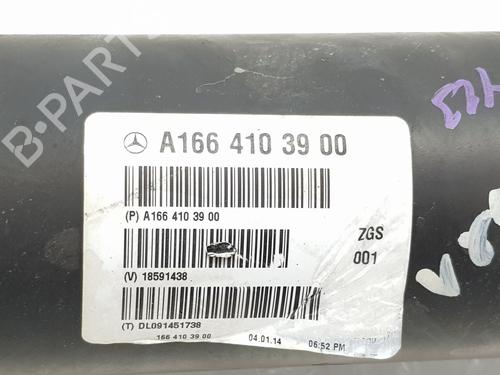 A166 410 39 00
(P) A166 410 39 00
ZGS
001
(V) 18591438
(T) DL091451738
166 410 39 00 04.01.14 06:52 PM
B-PARTS